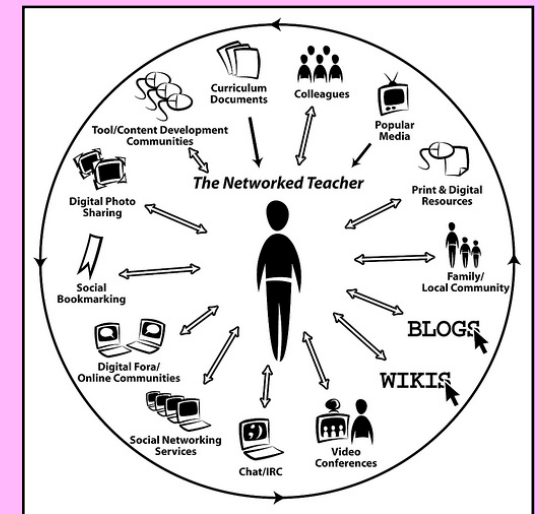 Curriculum
Documents
Colleagues
Tool/Content Development
Communities
Popular
Media
The Networked Teacher
Digital Photo
Sharing
Print & Digital
Resources
Social
Bookmarking
Family/
Local Community
BLOGS
Digital Fora/
Online Communities
WIKIS
Social Networking
Services
Chat/IRC
Video
Conferences